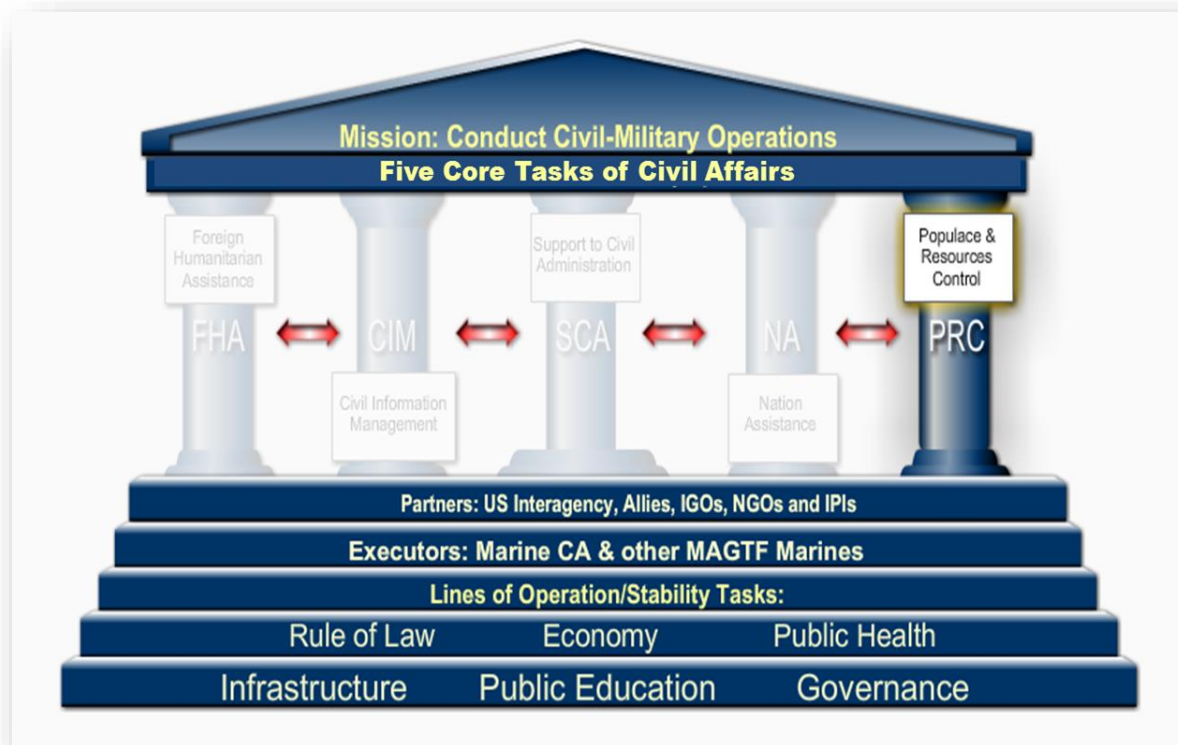 Mission: Conduct Civil-Military Operations
Five Core Tasks of Civil Affairs
Foreign
Humanitarian
Assistance
FHA
CIM
Civil Information
Management
Support to Civil
Administration
SCA
NA
Nation
Assistance
Populace &
Resources
Control
PRC
Partners: US Interagency, Allies, IGOs, NGOs and IPIs
Executors: Marine CA & other MAGTF Marines
Lines of Operation/Stability Tasks:
Rule of Law Economy Public Health
Infrastructure Public Education Governance